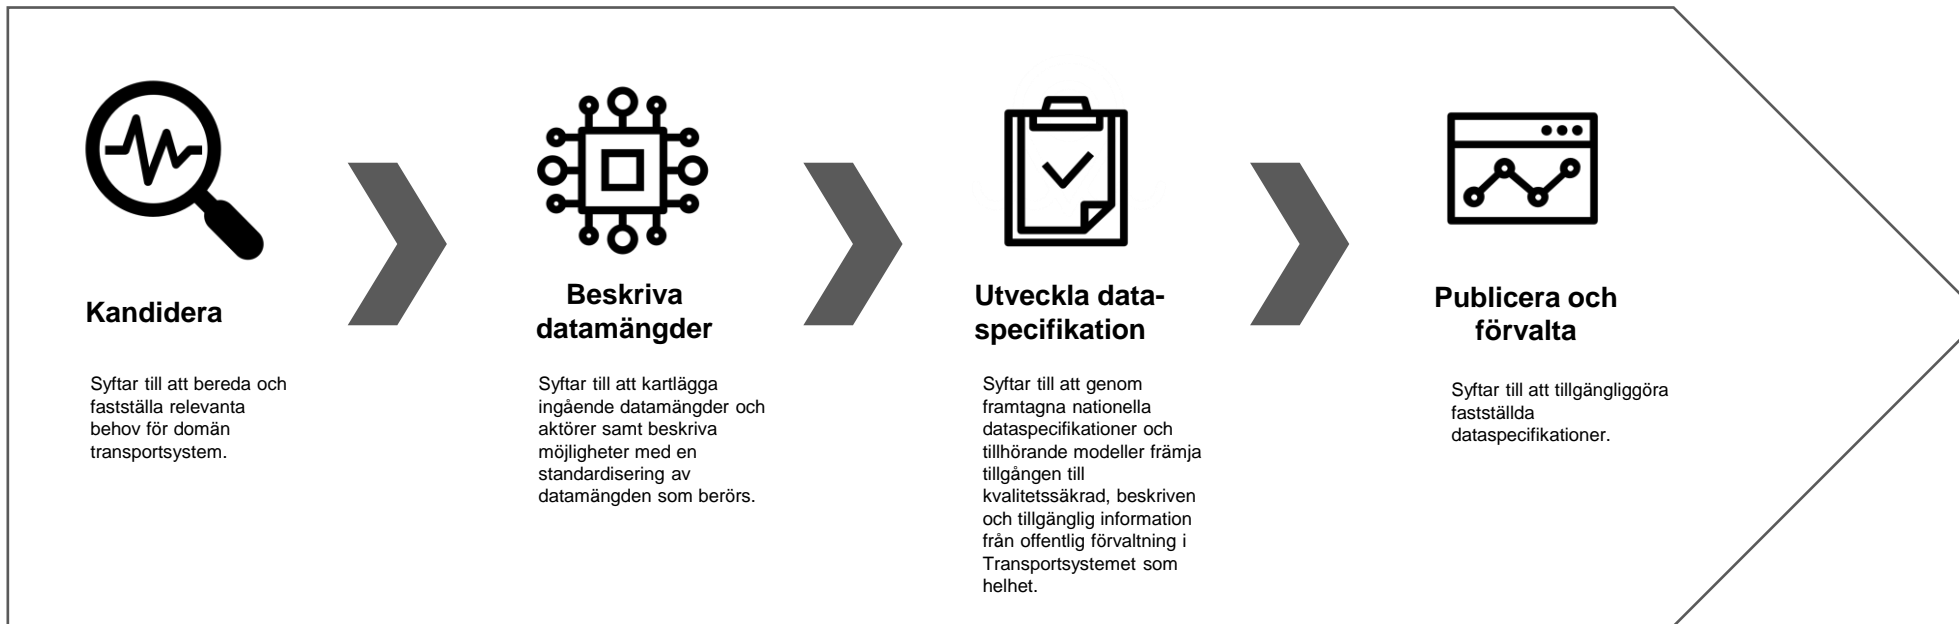 Kandidera
Syftar till att bereda och
fastställa relevanta
behov för domän
transportsystem.
Beskriva
datamängder
Syftar till att kartlägga
ingående datamängder och
aktörer samt beskriva
möjligheter med en
standardisering av
datamängden som berörs.
Utveckla data-
specifikation
Syftar till att genom
framtagna nationella
dataspecifikationer och
tillhörande modeller främja
tillgången till
kvalitetssäkrad, beskriven
och tillgänglig information
från offentlig förvaltning i
Transportsystemet som
helhet.
Publicera och
förvalta
Syftar till att tillgängliggöra
fastställda
dataspecifikationer.